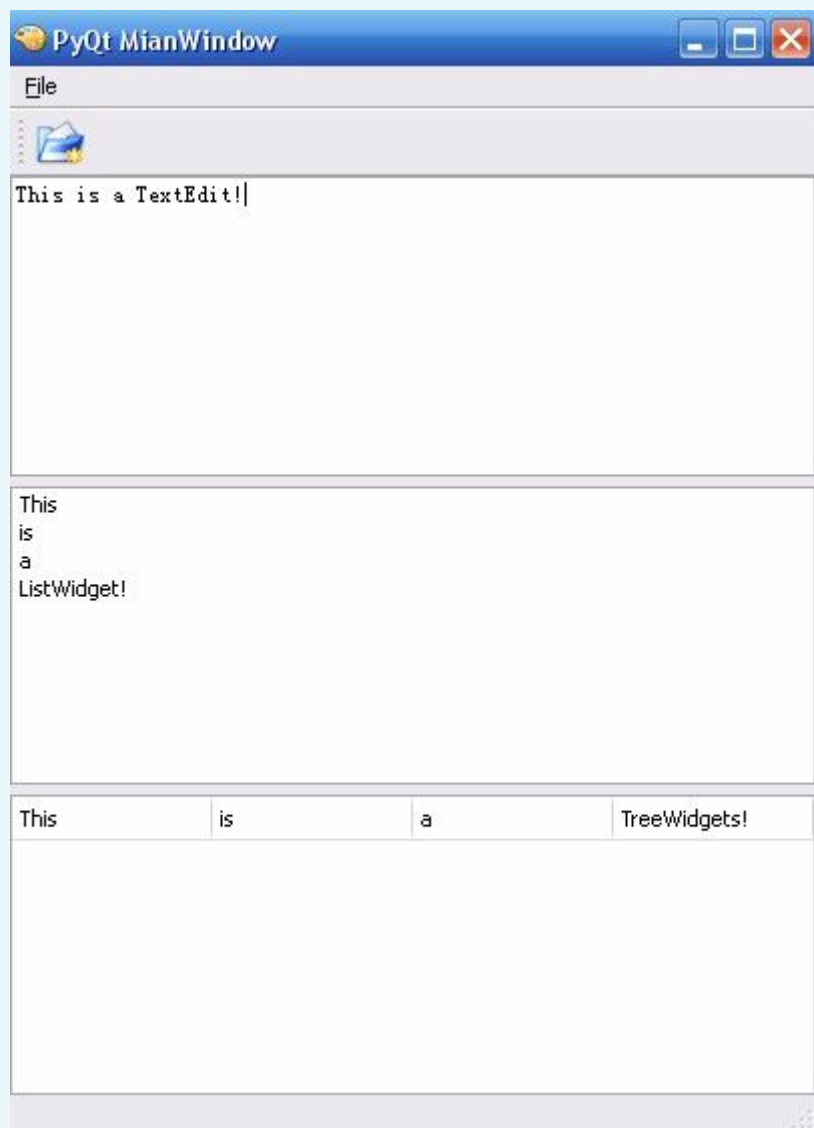 PyQt MianWindow
File
This is a TextEdit!
This
is
a
ListWidget!
This is a TreeWidgets!